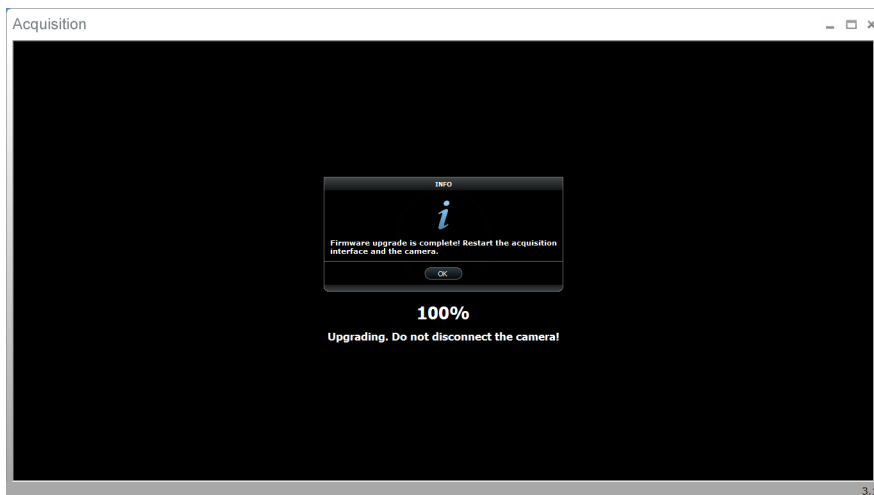 Acquisition
INFO
Firmware upgrade is complete! Restart the acquisition
interface and the camera.
OK
100%
Upgrading. Do not disconnect the camera!